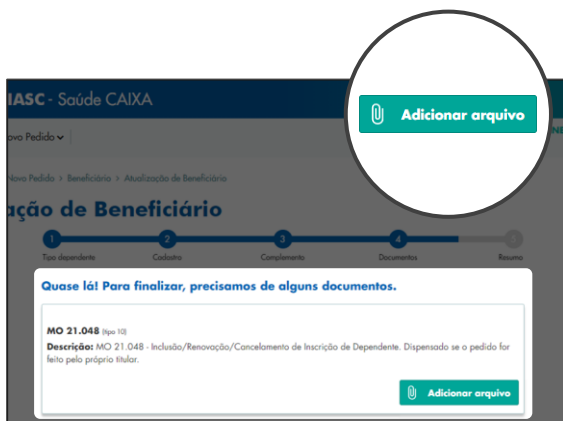 Adicionar arquivo
IASC - Saúde CAIXA
ovo Pedido
Novo Pedido > Beneficiário > Atualização de Beneficiário
ação de Beneficiário
1 2 3 4
Tipo dependente Cadastro Complemento Documentos Resumo
Quase lá! Para finalizar, precisamos de alguns documentos.
MO 21.048 (tipo 10)
Descrição: MO 21.048 - Inclusão/Renovação/Cancelamento de Inscrição de Dependente. Dispensado se o pedido for
feito pelo próprio titular.
Adicionar arquivo